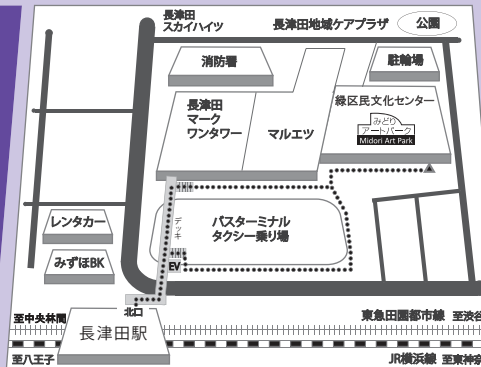 長津田
スカイハイツ
長津田地域ケアプラザ
公園
消防署
駐輪場
長津田
マーク
ワンタワー
マルエツ
緑区民文化センター
みどり
アートパーク
Midori Art Park
レンタカー
みずほBK
デッキ
バスターミナル
タクシー乗り場
EV
北口
至中央林間
東急田園都市線 至渋谷
長津田駅
至八王子
JR横浜線 至東神奈